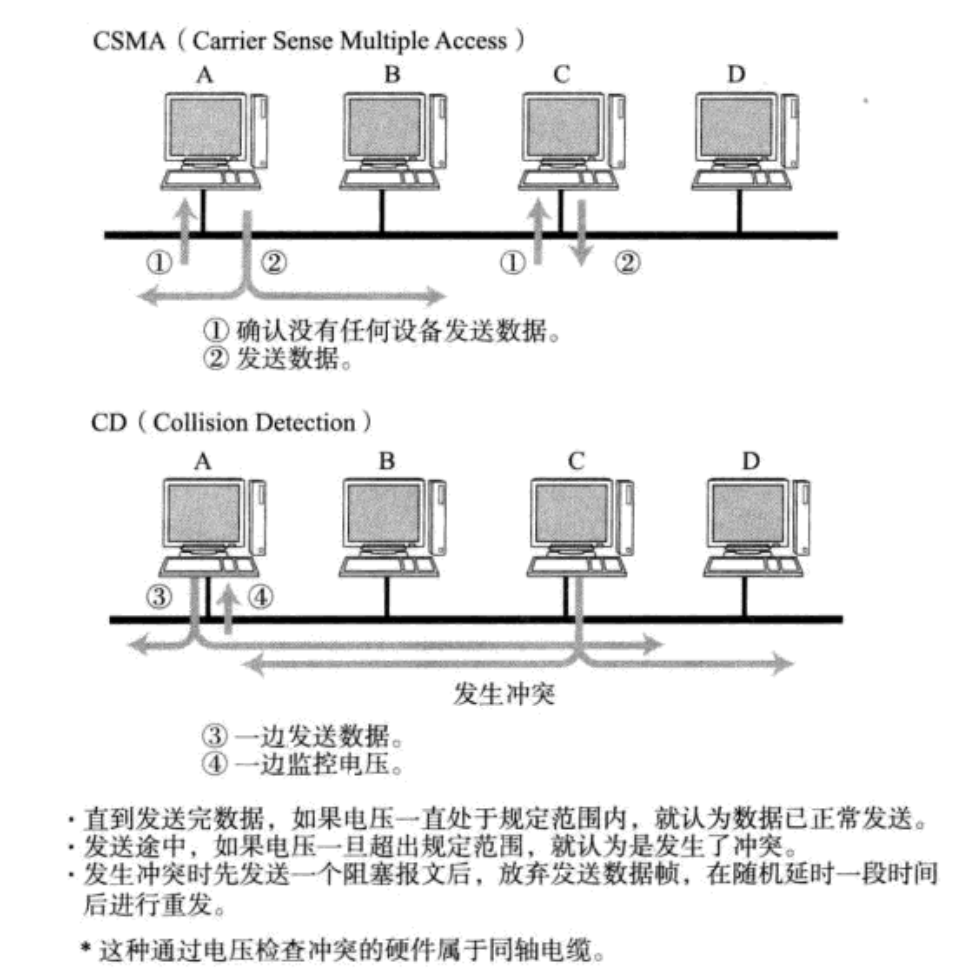 CSMA（Carrier Sense Multiple Access）
A B C D
① ② ① ②
① 确认没有任何设备发送数据。
② 发送数据。
CD（Collision Detection）
A B C D
③ ④
发生冲突
③ 一边发送数据。
④ 一边监控电压。
· 直到发送完数据，如果电压一直处于规定范围内，就认为数据已正常发送。
· 发送途中，如果电压一旦超出规定范围，就认为是发生了冲突。
· 发生冲突时先发送一个阻塞报文后，放弃发送数据帧，在随机延时一段时间
后进行重发。
* 这种通过电压检查冲突的硬件属于同轴电缆。